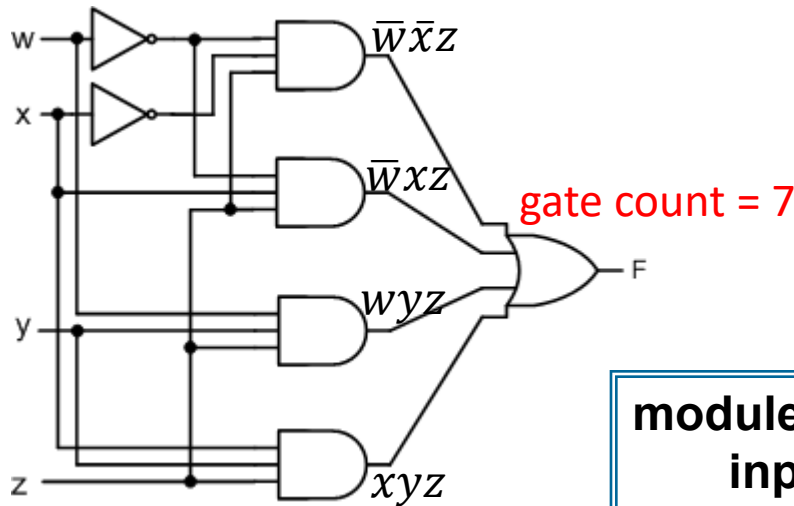 w
w̅x̅z
x
w̅xz
gate count = 7
F
wyz
y
module
inp
xyz
z